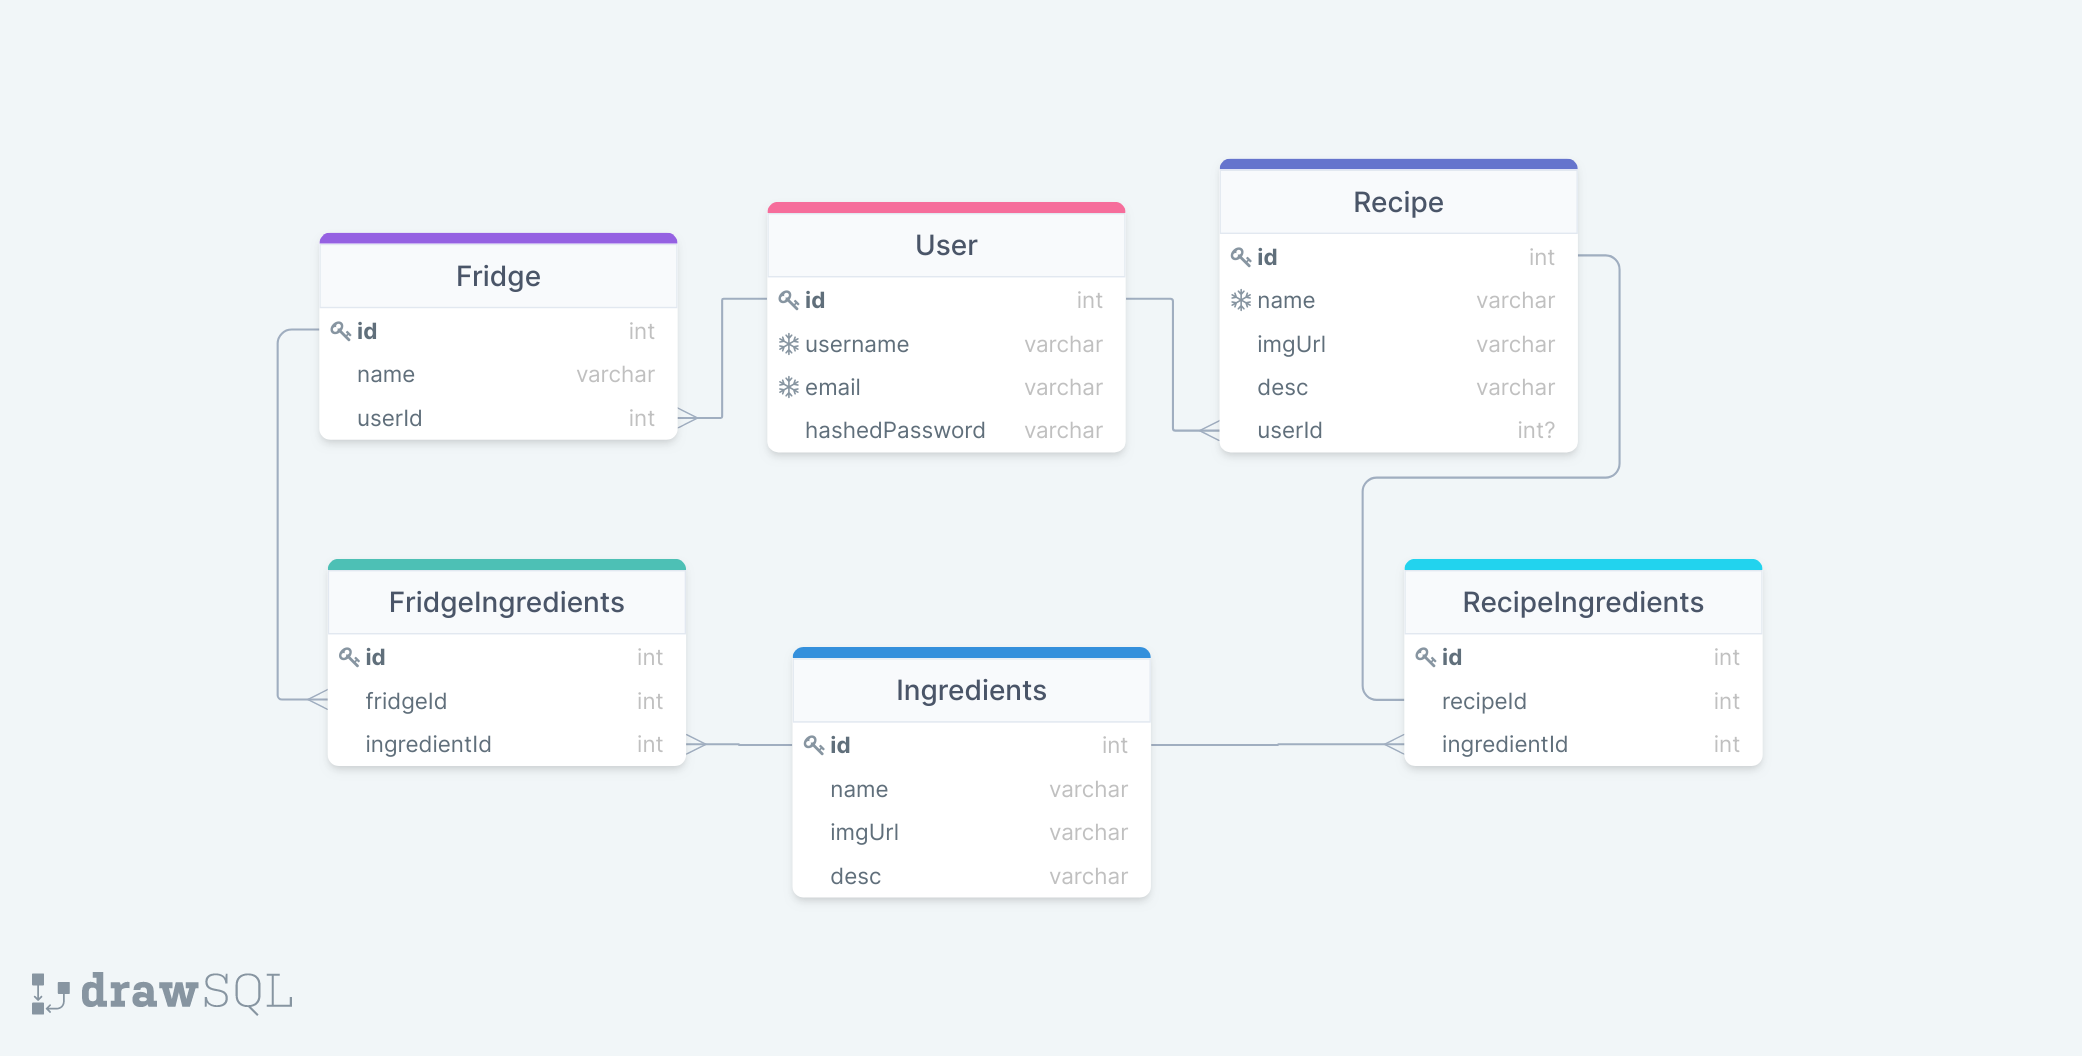 Fridge
id int
name varchar
userId int
User
id int
username varchar
email varchar
hashedPassword varchar
Recipe
id int
name varchar
imgUrl varchar
desc varchar
userId int?
FridgeIngredients
id int
fridgeId int
ingredientId int
Ingredients
id int
name varchar
imgUrl varchar
desc varchar
RecipeIngredients
id int
recipeId int
ingredientId int
drawSQL